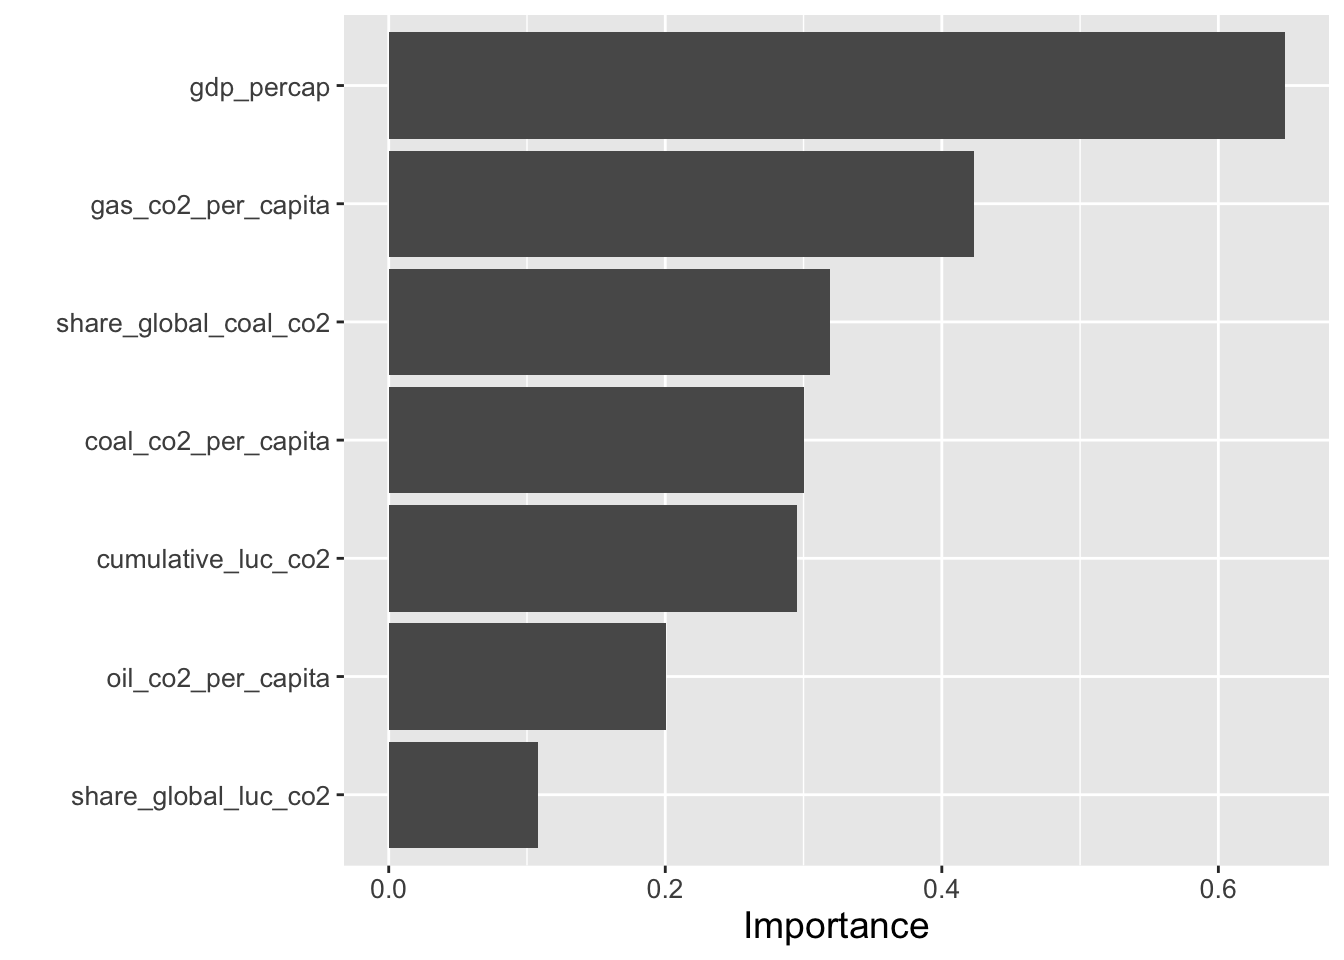 gdp_percap
gas_co2_per_capita
share_global_coal_co2
coal_co2_per_capita
cumulative_luc_co2
oil_co2_per_capita
share_global_luc_co2
0.0 0.2 0.4 0.6
Importance